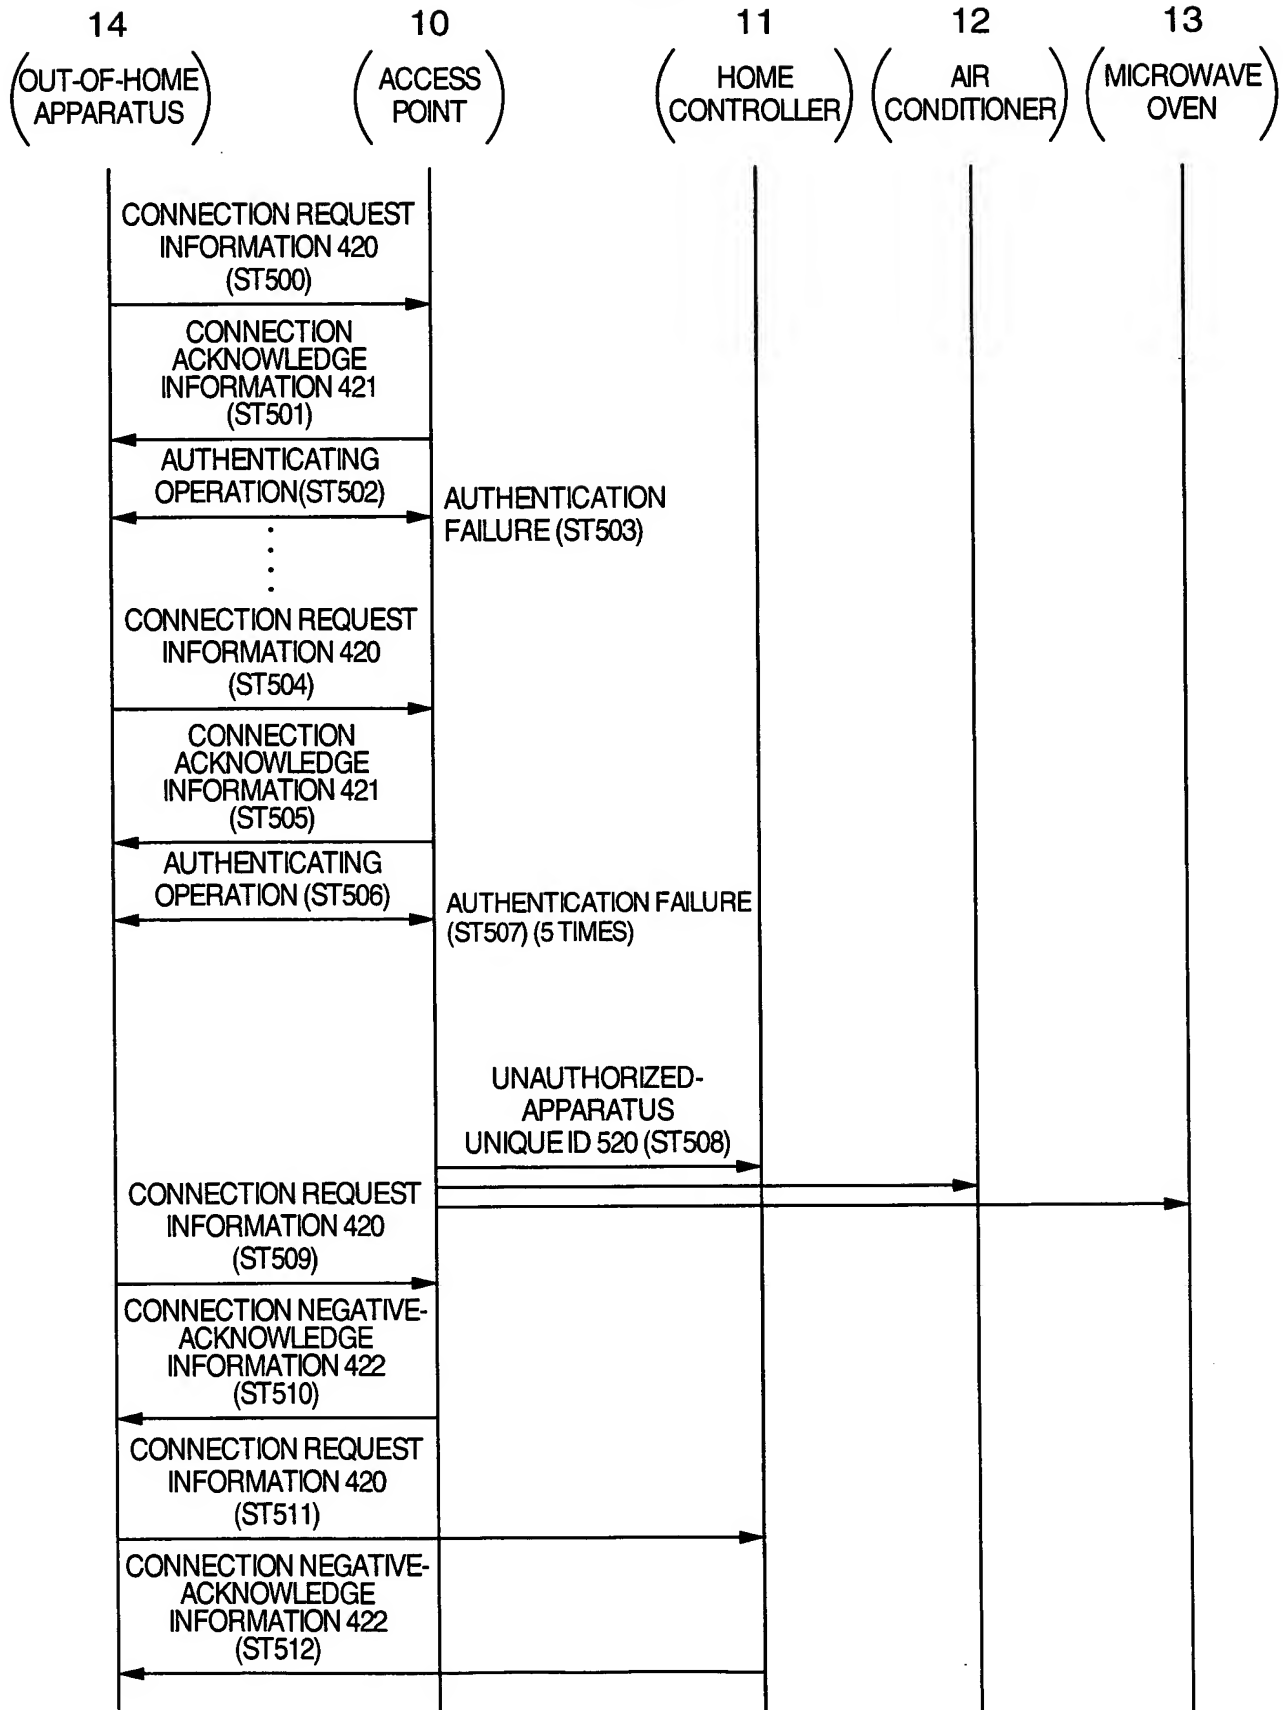 14
10
11
12
13
OUT-OF-HOME
APPARATUS
ACCESS
POINT
HOME
CONTROLLER
AIR
CONDITIONER
MICROWAVE
OVEN
CONNECTION REQUEST
INFORMATION 420
(ST500)
CONNECTION
ACKNOWLEDGE
INFORMATION 421
(ST501)
AUTHENTICATING
OPERATION(ST502)
AUTHENTICATION
FAILURE (ST503)
CONNECTION REQUEST
INFORMATION 420
(ST504)
CONNECTION
ACKNOWLEDGE
INFORMATION 421
(ST505)
AUTHENTICATING
OPERATION (ST506)
AUTHENTICATION FAILURE
(ST507) (5 TIMES)
UNAUTHORIZED-
APPARATUS
UNIQUE ID 520 (ST508)
CONNECTION REQUEST
INFORMATION 420
(ST509)
CONNECTION NEGATIVE-
ACKNOWLEDGE
INFORMATION 422
(ST510)
CONNECTION REQUEST
INFORMATION 420
(ST511)
CONNECTION NEGATIVE-
ACKNOWLEDGE
INFORMATION 422
(ST512)